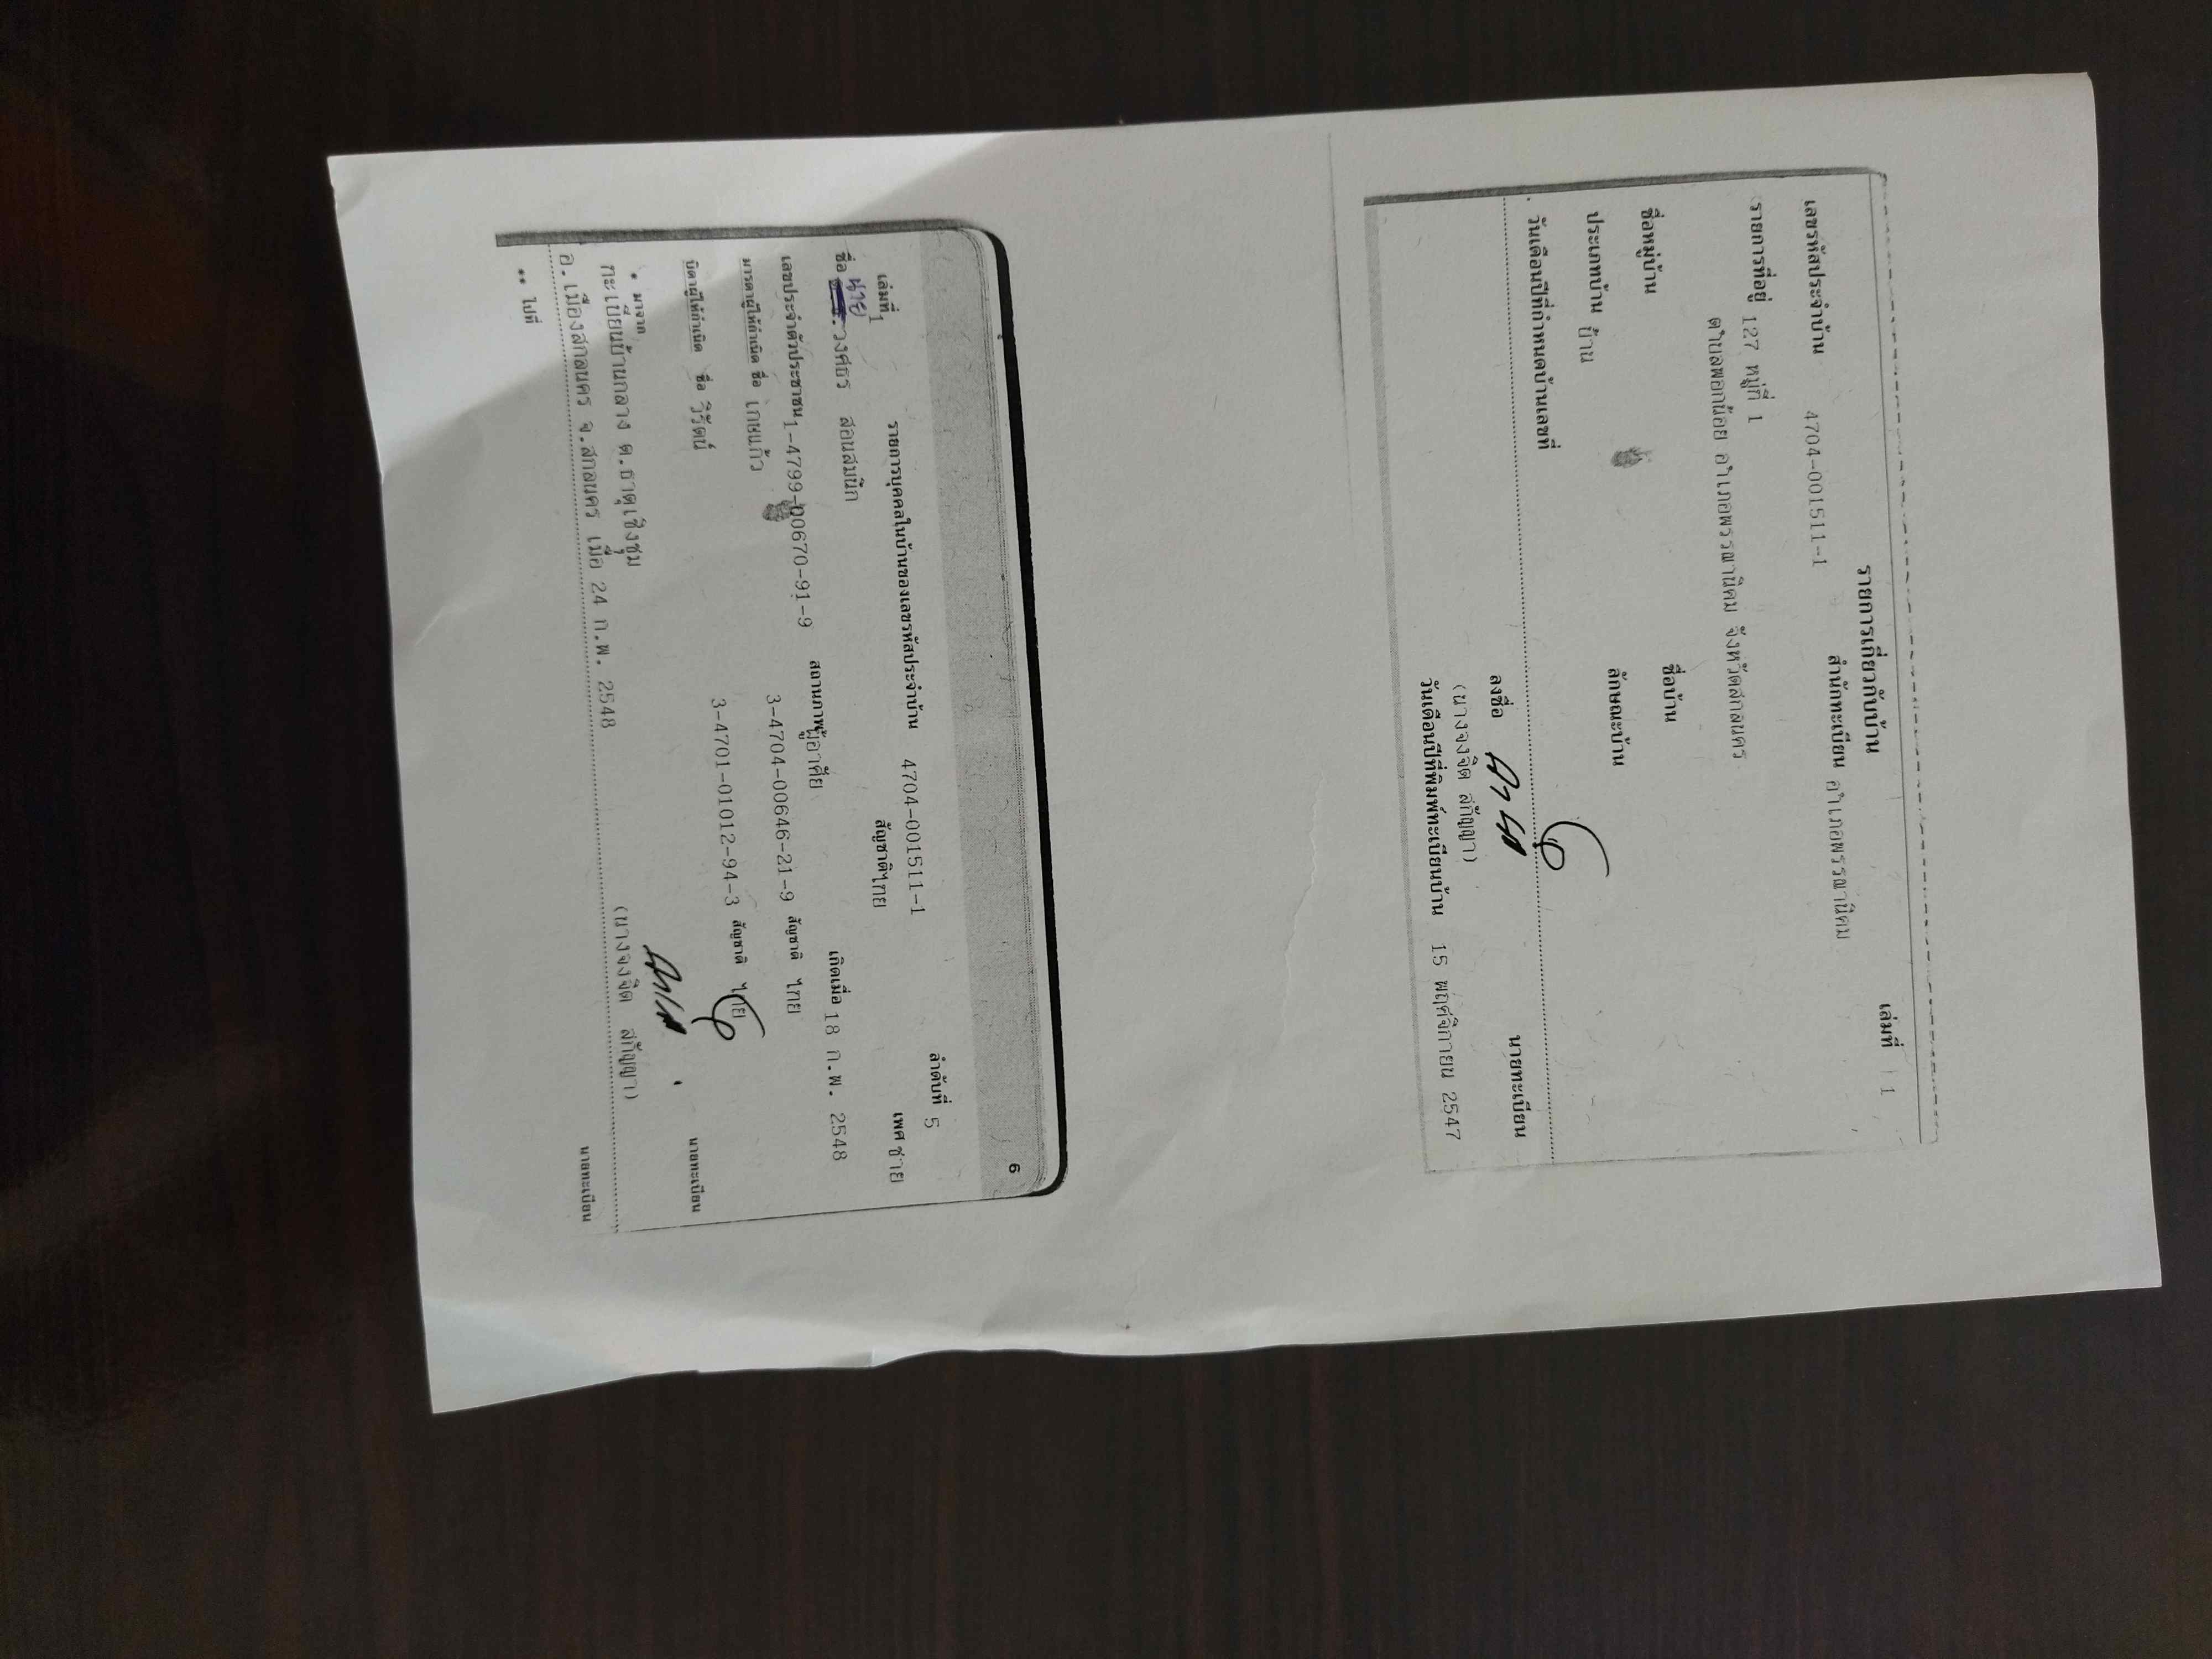 รายการเกี่ยวกับบ้าน เล่มที่ 1
เลขรหัสประจำบ้าน 4704-001511-1 สำนักทะเบียน อำเภอพรรณานิคม
รายการที่อยู่ 127 หมู่ที่ 1
ตำบลพอกน้อย อำเภอพรรณานิคม จังหวัดสกลนคร
ชื่อหมู่บ้าน ชื่อบ้าน
ประเภทบ้าน บ้าน ลักษณะบ้าน
วันเดือนปีที่กำหนดบ้านเลขที่
ลงชื่อ นายทะเบียน
(นางจงจิต สกัญญา)
วันเดือนปีที่พิมพ์ทะเบียนบ้าน 15 พฤศจิกายน 2547
6
เล่มที่ 1 รายการบุคคลในบ้านของเลขรหัสประจำบ้าน 4704-001511-1 ลำดับที่ 5
ชื่อ นาย วงศธร สอนสมนึก สัญชาติ ไทย เพศ ชาย
เลขประจำตัวประชาชน 1-4799-00670-91-9 สถานภาพ ผู้อาศัย เกิดเมื่อ 18 ก.พ. 2548
มารดาผู้ให้กำเนิด ชื่อ เกษแก้ว 3-4704-00646-21-9 สัญชาติ ไทย
บิดาผู้ให้กำเนิด ชื่อ วิรัตน์ 3-4701-01012-94-3 สัญชาติ ไทย
* มาจาก
ทะเบียนบ้านกลาง ต.ธาตุเชิงชุม นายทะเบียน
อ.เมืองสกลนคร จ.สกลนคร เมื่อ 24 ก.พ. 2548 (นางจงจิต สกัญญา)
** ไปที่ นายทะเบียน